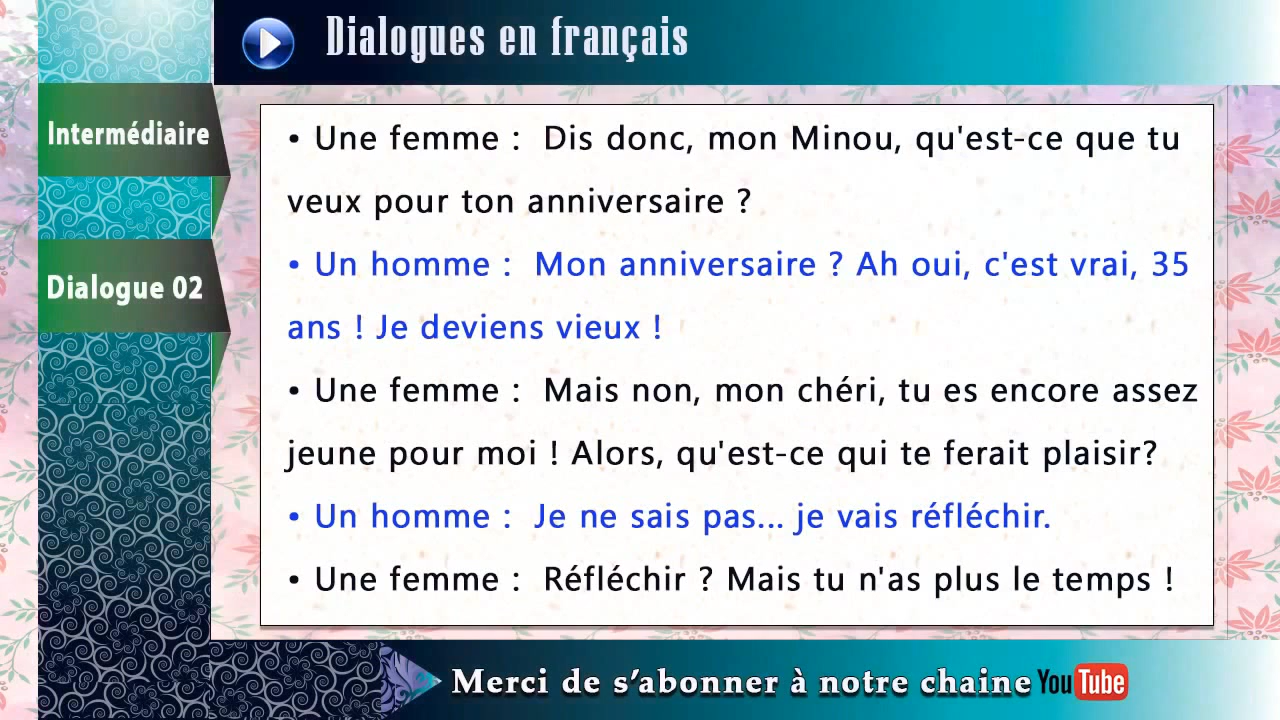 Dialogues en français
Intermédiaire
Dialogue 02
• Une femme : Dis donc, mon Minou, qu'est-ce que tu
veux pour ton anniversaire ?
• Un homme : Mon anniversaire ? Ah oui, c'est vrai, 35
ans ! Je deviens vieux !
• Une femme : Mais non, mon chéri, tu es encore assez
jeune pour moi ! Alors, qu'est-ce qui te ferait plaisir?
• Un homme : Je ne sais pas... je vais réfléchir.
• Une femme : Réfléchir ? Mais tu n'as plus le temps !
Merci de s’abonner à notre chaine YouTube